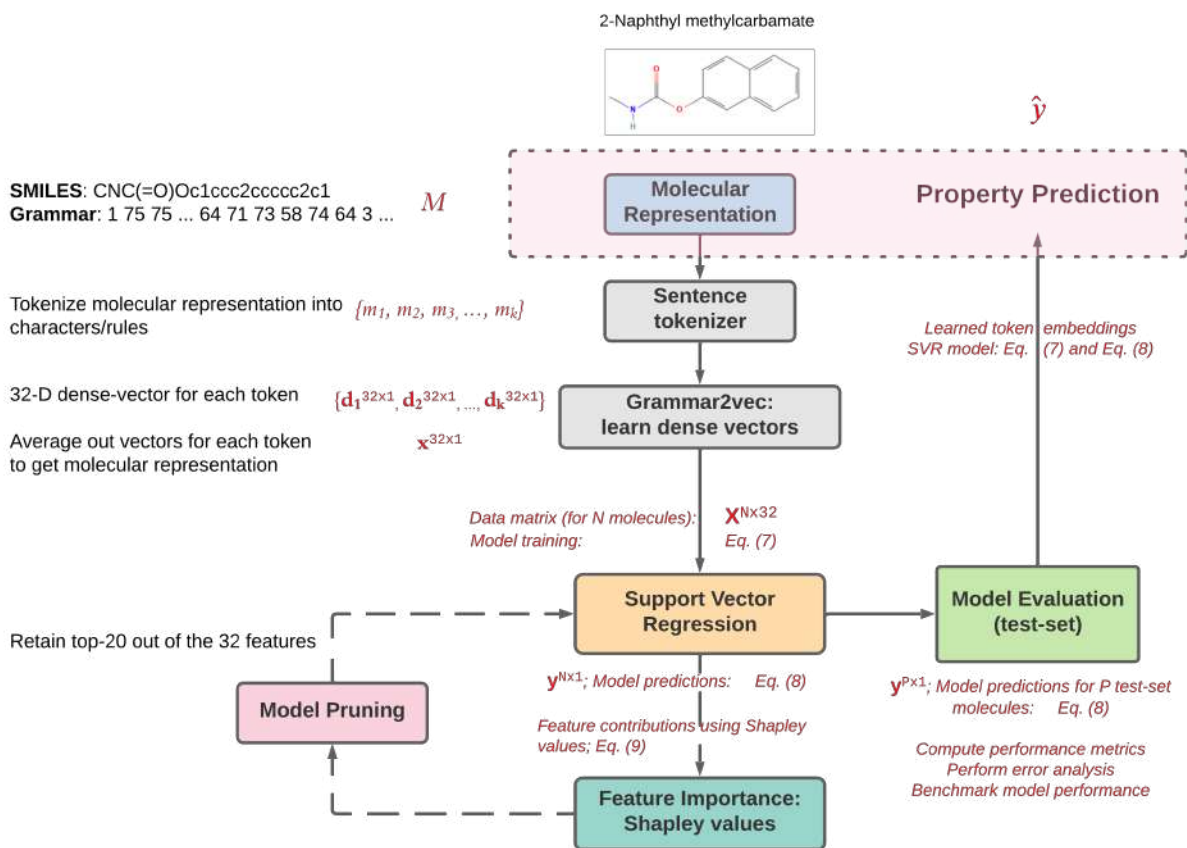 2-Naphthyl methylcarbamate
O
N
H
O
ŷ
SMILES: CNC(=O)Oc1ccc2ccccc2c1
Grammar: 1 75 75 ... 64 71 73 58 74 64 3 ...
M
Molecular
Representation
Property Prediction
Tokenize molecular representation into
characters/rules
{m₁, m₂, m₃, ..., mₖ}
Sentence
tokenizer
Learned token embeddings
SVR model: Eq. (7) and Eq. (8)
32-D dense-vector for each token
{d₁³²ˣ¹, d₂³²ˣ¹, ..., dₖ³²ˣ¹}
Grammar2vec:
learn dense vectors
Average out vectors for each token
to get molecular representation
x³²ˣ¹
Data matrix (for N molecules): Xᴺˣ³²
Model training: Eq. (7)
Support Vector
Regression
Model Evaluation
(test-set)
Retain top-20 out of the 32 features
yᴺˣ¹; Model predictions: Eq. (8)
yᴾˣ¹; Model predictions for P test-set
molecules: Eq. (8)
Model Pruning
Feature contributions using Shapley
values; Eq. (9)
Compute performance metrics
Perform error analysis
Benchmark model performance
Feature Importance:
Shapley values